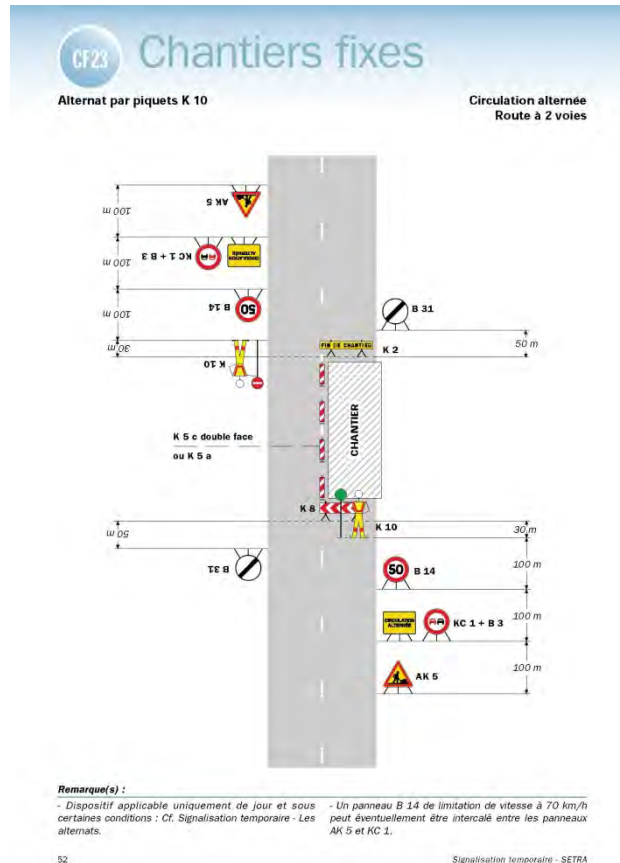 CF23 Chantiers fixes
Alternat par piquets K 10
Circulation alternée
Route à 2 voies
AK 5
100 m
KC 1 + B 3
CIRCULATION
ALTERNÉE
100 m
B 14
50
100 m
K 10
30 m
B 31
50 m
FIN DE CHANTIER
K 2
CHANTIER
K 5 c double face
ou K 5 a
K 8
K 10
30 m
50 m
B 31
50
B 14
100 m
CIRCULATION
ALTERNÉE
KC 1 + B 3
100 m
AK 5
100 m
Remarque(s) :
- Dispositif applicable uniquement de jour et sous
certaines conditions : Cf. Signalisation temporaire - Les
alternats.
- Un panneau B 14 de limitation de vitesse à 70 km/h
peut éventuellement être intercalé entre les panneaux
AK 5 et KC 1.
52
Signalisation temporaire - SETRA